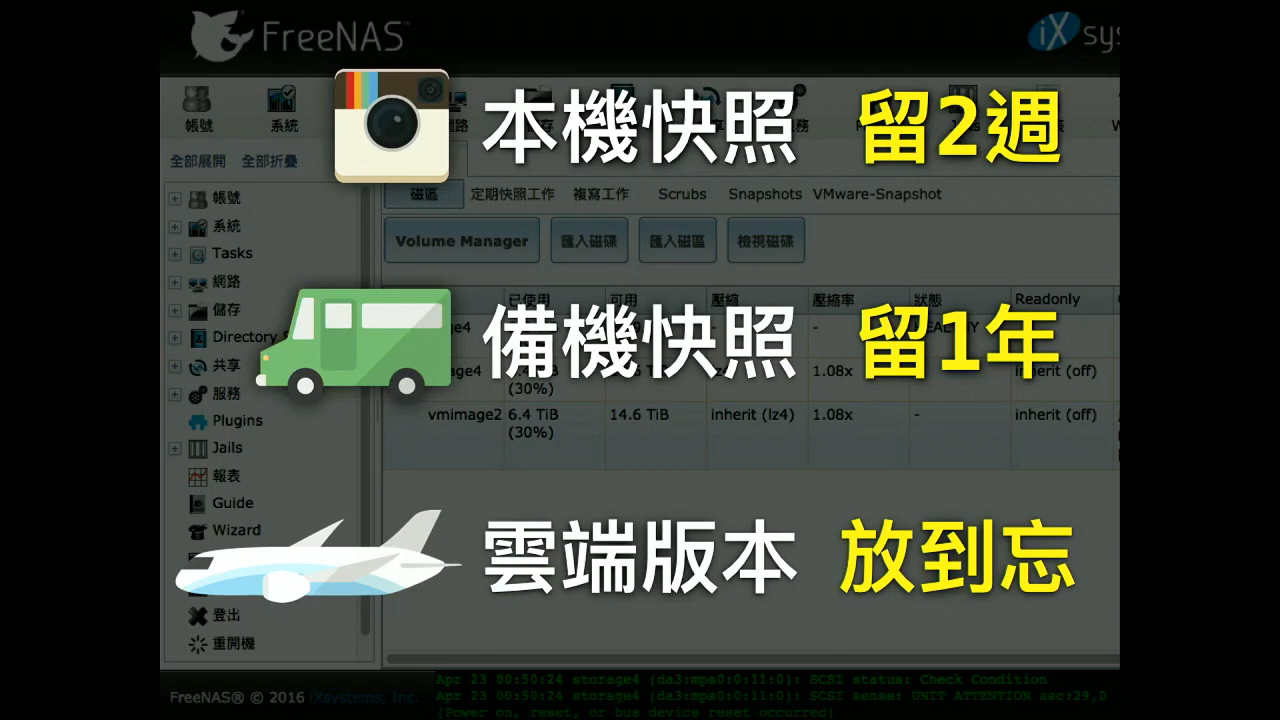 FreeNAS™
iX sys
帳號
系統
本機快照 留2週
全部展開 全部折疊
磁區 定期快照工作 複寫工作 Scrubs Snapshots VMware-Snapshot
帳號
系統
Tasks
網路
儲存
Directory S
共享
服務
Plugins
Jails
報表
Guide
Wizard
登出
重開機
Volume Manager 匯入磁碟 匯入磁區 檢視磁碟
已使用 可用 壓縮 壓縮率 狀態 Readonly
備機快照 留1年
1.08x inherit (off)
(30%)
vmimage2 6.4 TiB 14.6 TiB inherit (lz4) 1.08x - inherit (off)
(30%)
雲端版本 放到忘
FreeNAS® © 2016 iXsystems, Inc.
Apr 23 00:50:24 storage4 (da3:mps0:0:11:0): SCSI status: Check Condition
Apr 23 00:50:24 storage4 (da3:mps0:0:11:0): SCSI sense: UNIT ATTENTION asc:29,0
(Power on, reset, or bus device reset occurred)